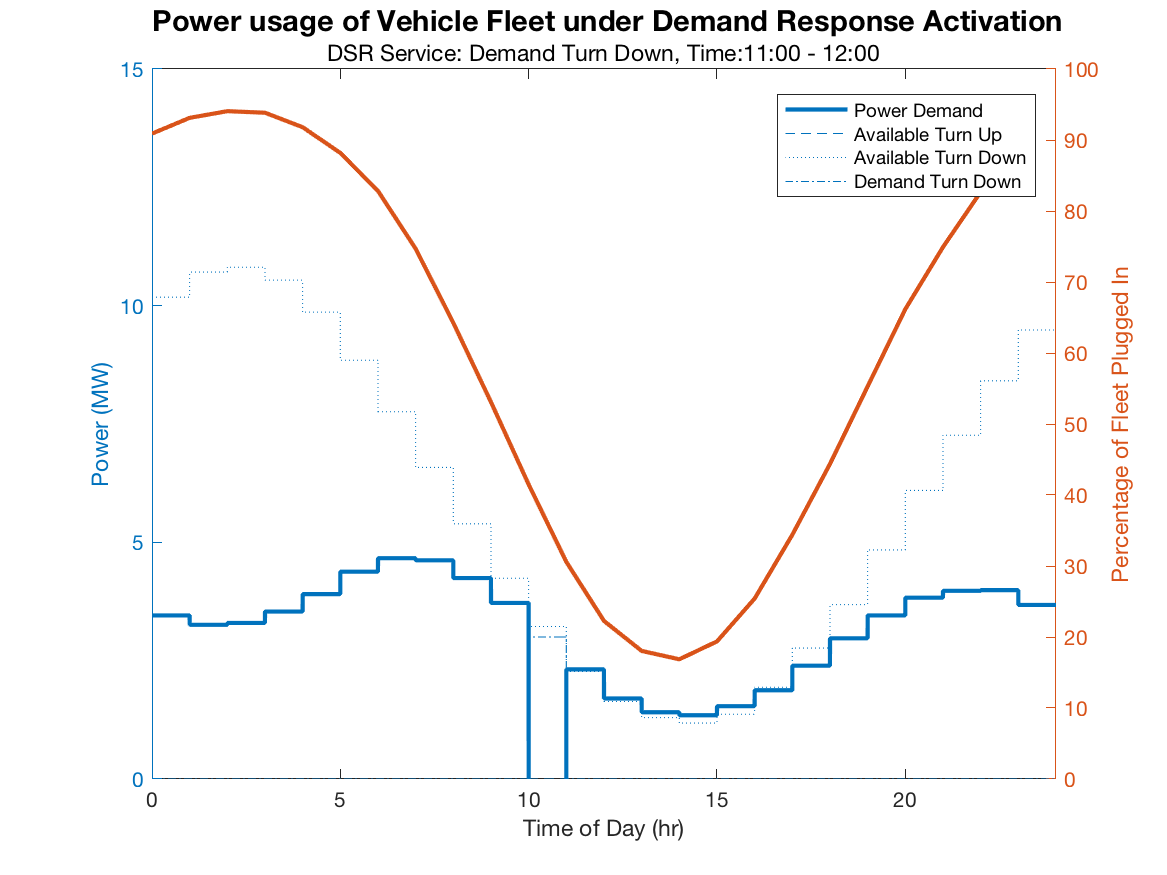 Power usage of Vehicle Fleet under Demand Response Activation
DSR Service: Demand Turn Down, Time:11:00 - 12:00
Power Demand
Available Turn Up
Available Turn Down
Demand Turn Down
15
10
5
0
Power (MW)
100
90
80
70
60
50
40
30
20
10
0
Percentage of Fleet Plugged In
0 5 10 15 20
Time of Day (hr)